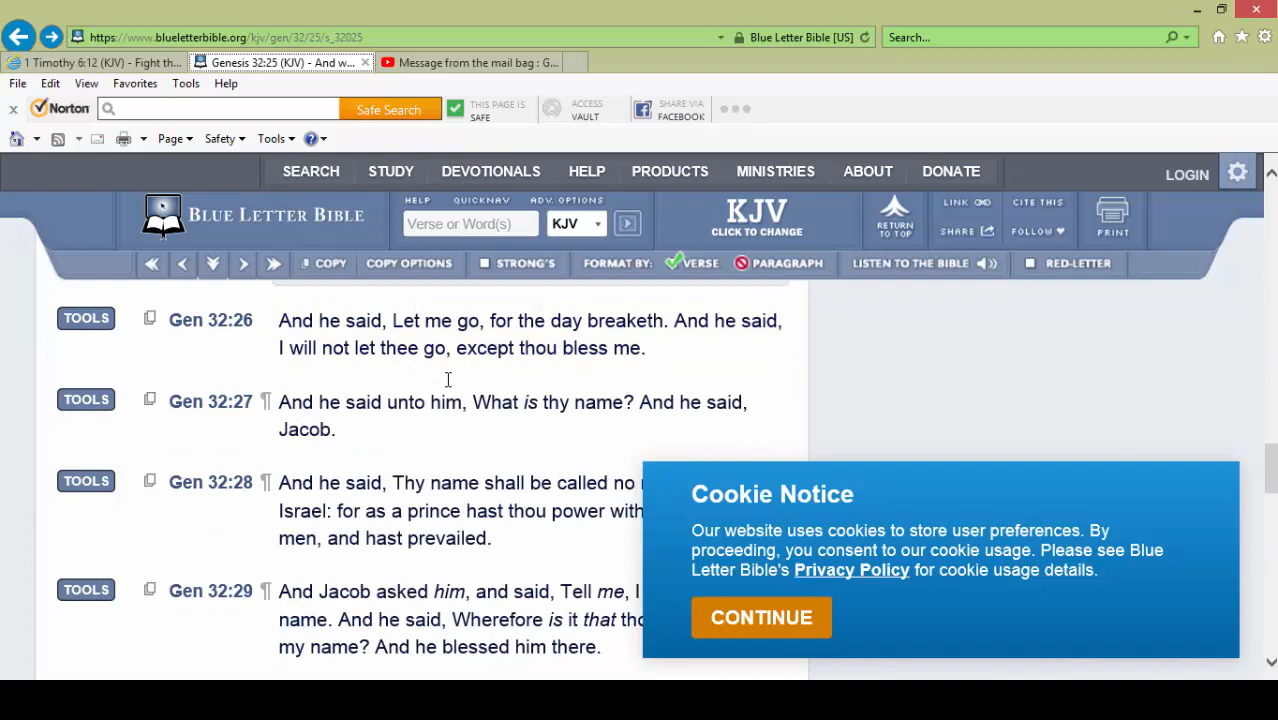 https://www.blueletterbible.org/kjv/gen/32/25/s_32025
Blue Letter Bible [US]
Search...
1 Timothy 6:12 (KJV) - Fight th...
Genesis 32:25 (KJV) - And w...
Message from the mail bag : G...
File Edit View Favorites Tools Help
x Norton Safe Search THIS PAGE IS SAFE ACCESS VAULT SHARE VIA FACEBOOK
Page Safety Tools
SEARCH STUDY DEVOTIONALS HELP PRODUCTS MINISTRIES ABOUT DONATE LOGIN
BLUE LETTER BIBLE
HELP QUICKNAV ADV. OPTIONS
Verse or Word(s) KJV
KJV
CLICK TO CHANGE
RETURN TO TOP
LINK CITE THIS
SHARE FOLLOW
PRINT
COPY COPY OPTIONS STRONG'S FORMAT BY: VERSE PARAGRAPH LISTEN TO THE BIBLE RED-LETTER
TOOLS Gen 32:26 And he said, Let me go, for the day breaketh. And he said,
I will not let thee go, except thou bless me.
TOOLS Gen 32:27 ¶ And he said unto him, What is thy name? And he said,
Jacob.
TOOLS Gen 32:28 ¶ And he said, Thy name shall be called no
Israel: for as a prince hast thou power with
men, and hast prevailed.
TOOLS Gen 32:29 ¶ And Jacob asked him, and said, Tell me, I
name. And he said, Wherefore is it that
my name? And he blessed him there.
Cookie Notice
Our website uses cookies to store user preferences. By
proceeding, you consent to our cookie usage. Please see Blue
Letter Bible's Privacy Policy for cookie usage details.
CONTINUE